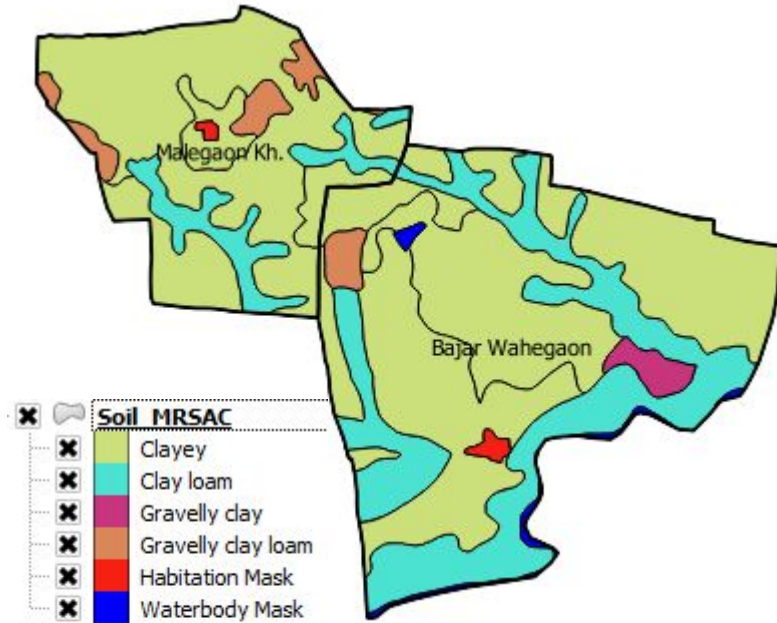 Malegaon Kh.
Bajar Wahegaon
Soil_MRSAC
Clayey
Clay loam
Gravelly clay
Gravelly clay loam
Habitation Mask
Waterbody Mask